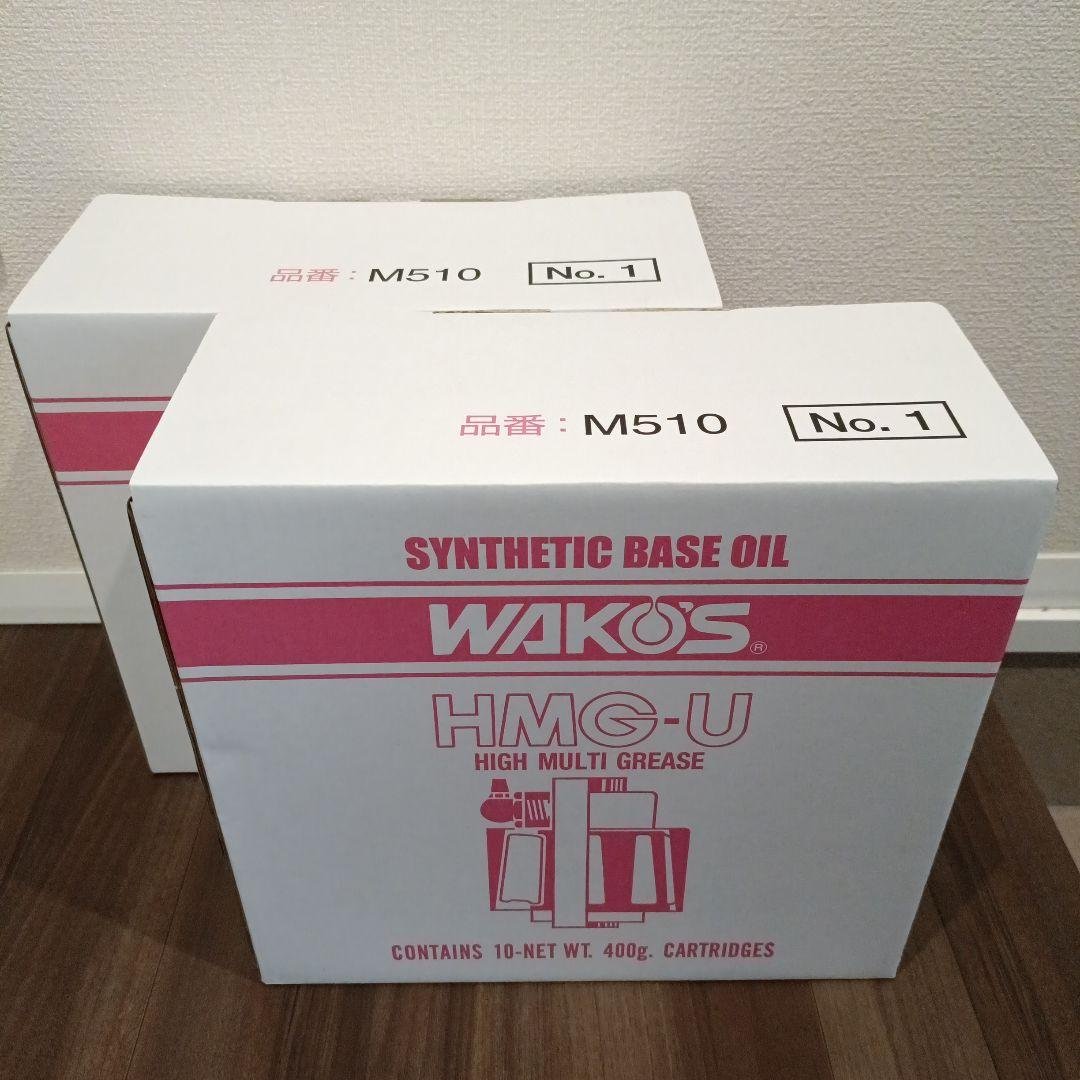 品番: M510 No. 1
品番: M510 No. 1
SYNTHETIC BASE OIL
WAKO'S ®
HMG-U
HIGH MULTI GREASE
CONTAINS 10-NET WT. 400g. CARTRIDGES